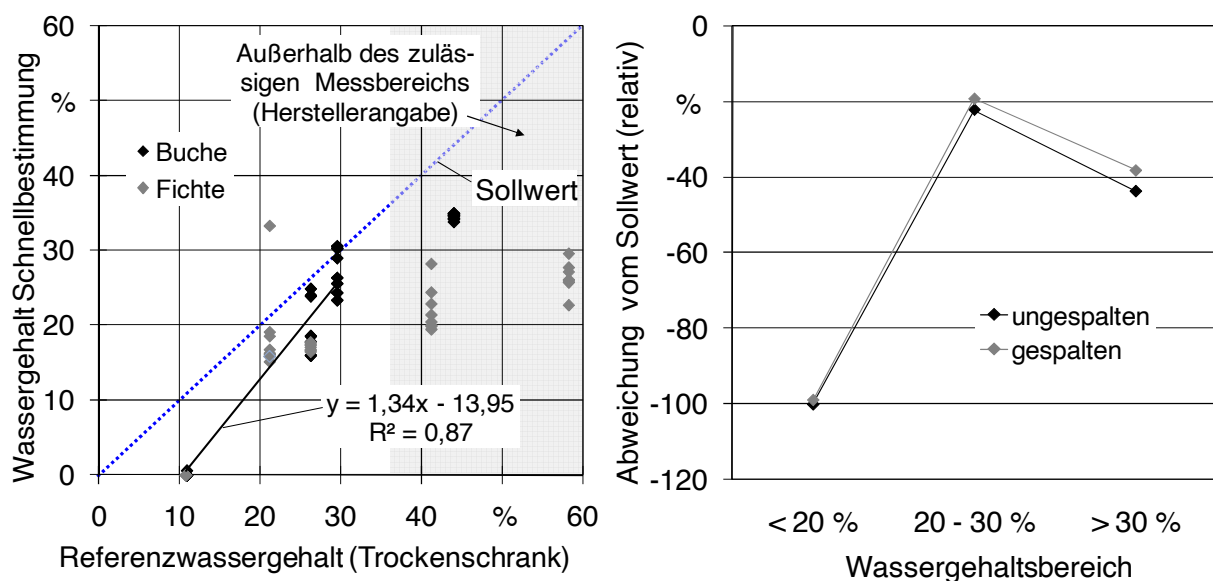 60
50
%
40
30
20
10
0
Wassergehalt Schnellbestimmung
Außerhalb des zuläs-
sigen Messbereichs
(Herstellerangabe)
Buche
Fichte
Sollwert
y = 1,34x - 13,95
R² = 0,87
0 10 20 30 40 % 60
Referenzwassergehalt (Trockenschrank)
0
%
-40
-60
-80
-100
-120
Abweichung vom Sollwert (relativ)
ungespalten
gespalten
< 20 % 20 - 30 % > 30 %
Wassergehaltsbereich